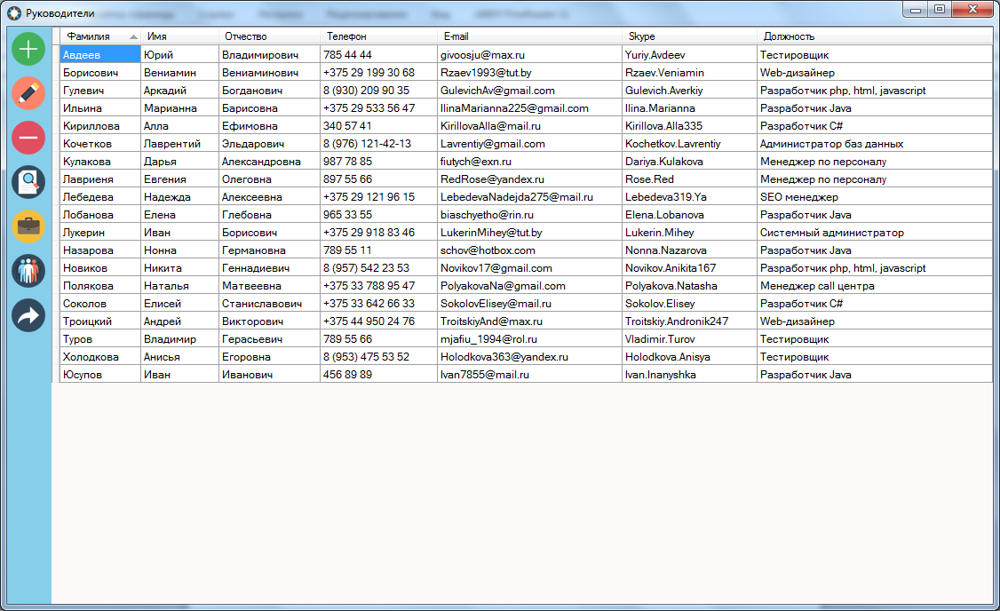 Руководители
Фамилия Имя Отчество Телефон E-mail Skype Должность
Авдеев Юрий Владимирович 785 44 44 givoosju@max.ru Yuriy.Avdeev Тестировщик
Борисович Вениамин Вениаминович +375 29 199 30 68 Rzaev1993@tut.by Rzaev.Veniamin Web-дизайнер
Гулевич Аркадий Богданович 8 (930) 209 90 35 GulevichAv@gmail.com Gulevich.Averkiy Разработчик php, html, javascript
Ильина Марианна Барисовна +375 29 533 56 47 IlinaMarianna225@gmail.com Ilina.Marianna Разработчик Java
Кириллова Алла Ефимовна 340 57 41 KirillovaAlla@mail.ru Kirillova.Alla335 Разработчик C#
Кочетков Лаврентий Эльдарович 8 (976) 121-42-13 Lavrentiy@gmail.com Kochetkov.Lavrentiy Администратор баз данных
Кулакова Дарья Александровна 987 78 85 fiutych@exn.ru Dariya.Kulakova Менеджер по персоналу
Лавриеня Евгения Олеговна 897 55 66 RedRose@yandex.ru Rose.Red Менеджер по персоналу
Лебедева Надежда Алексеевна +375 29 121 96 15 LebedevaNadejda275@mail.ru Lebedeva319.Ya SEO менеджер
Лобанова Елена Глебовна 965 33 55 biaschyetho@rin.ru Elena.Lobanova Разработчик Java
Лукерин Иван Борисович +375 29 918 83 46 LukerinMihey@tut.by Lukerin.Mihey Системный администратор
Назарова Нонна Германовна 789 55 11 schov@hotbox.com Nonna.Nazarova Разработчик Java
Новиков Никита Геннадиевич 8 (957) 542 23 53 Novikov17@gmail.com Novikov.Anikita167 Разработчик php, html, javascript
Полякова Наталья Матвеевна +375 33 788 95 47 PolyakovaNa@gmail.com Polyakova.Natasha Менеджер call центра
Соколов Елисей Станиславович +375 33 642 66 33 SokolovElisey@mail.ru Sokolov.Elisey Разработчик C#
Троицкий Андрей Викторович +375 44 950 24 76 TroitskiyAnd@max.ru Troitskiy.Andronik247 Web-дизайнер
Туров Владимир Герасьевич 789 55 66 mjafiu_1994@rol.ru Vladimir.Turov Тестировщик
Холодкова Анисья Егоровна 8 (953) 475 53 52 Holodkova363@yandex.ru Holodkova.Anisya Тестировщик
Юсупов Иван Иванович 456 89 89 Ivan7855@mail.ru Ivan.Inanyshka Разработчик Java